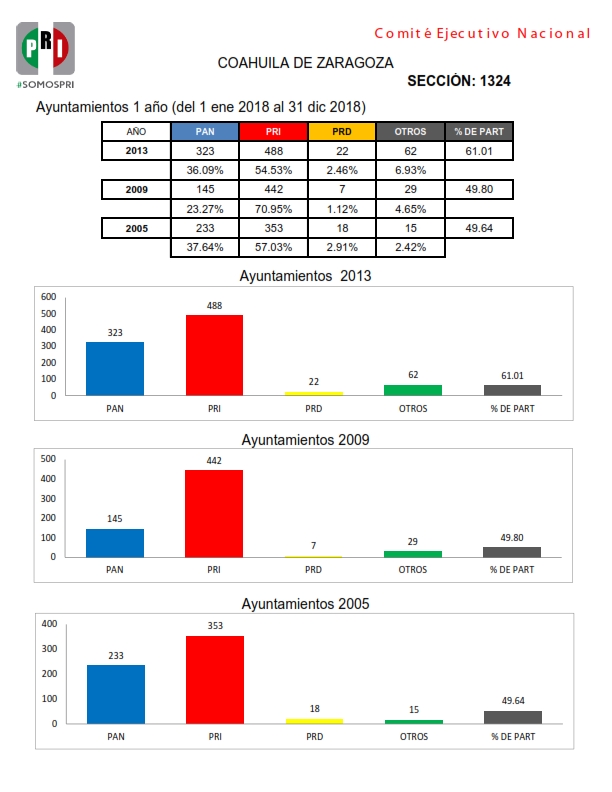 Comité Ejecutivo Nacional
PRI
#SOMOSPRI
COAHUILA DE ZARAGOZA
SECCIÓN: 1324
Ayuntamientos 1 año (del 1 ene 2018 al 31 dic 2018)
AÑO PAN PRI PRD OTROS % DE PART
2013 323 488 22 62 61.01
36.09% 54.53% 2.46% 6.93%
2009 145 442 7 29 49.80
23.27% 70.95% 1.12% 4.65%
2005 233 353 18 15 49.64
37.64% 57.03% 2.91% 2.42%
Ayuntamientos 2013
600
500
400
300
200
100
0
323 488 22 62 61.01
PAN PRI PRD OTROS % DE PART
Ayuntamientos 2009
500
400
300
200
100
0
145 442 7 29 49.80
PAN PRI PRD OTROS % DE PART
Ayuntamientos 2005
400
300
200
100
0
233 353 18 15 49.64
PAN PRI PRD OTROS % DE PART